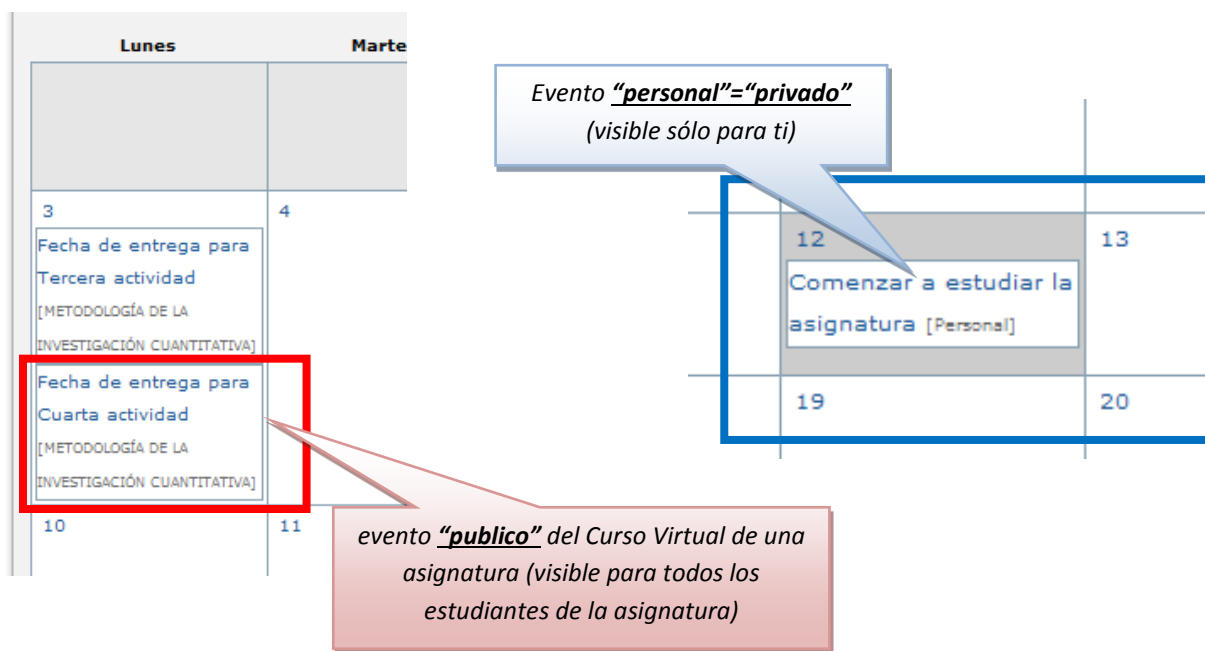 Lunes
Marte
3
4
Fecha de entrega para
Tercera actividad
[METODOLOGÍA DE LA
INVESTIGACIÓN CUANTITATIVA]
Fecha de entrega para
Cuarta actividad
[METODOLOGÍA DE LA
INVESTIGACIÓN CUANTITATIVA]
10
11
evento “publico” del Curso Virtual de una
asignatura (visible para todos los
estudiantes de la asignatura)
Evento “personal”=“privado”
(visible sólo para ti)
12
13
Comenzar a estudiar la
asignatura [Personal]
19
20